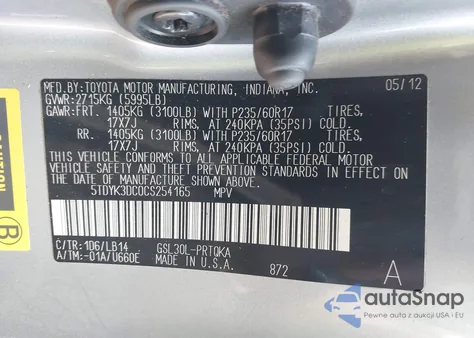 MFD.BY:TOYOTA MOTOR MANUFACTURING, INDIANA, INC. 05/12
GVWR:2715KG (5995LB)
GAWR:FRT. 1405KG (3100LB) WITH P235/60R17 TIRES,
17X7J RIMS, AT 240KPA (35PSI) COLD.
RR. 1405KG (3100LB) WITH P235/60R17 TIRES,
17X7J RIMS, AT 240KPA (35PSI) COLD.
THIS VEHICLE CONFORMS TO ALL APPLICABLE FEDERAL MOTOR
VEHICLE SAFETY AND THEFT PREVENTION STANDARDS IN EFFECT
ON THE DATE OF MANUFACTURE SHOWN ABOVE.
5TDYK3DC0CS254165 MPV
C/TR:1D6/LB14 GSL30L-PRTQKA
A/TM:-01A/U660E MADE IN U.S.A. 872 A
CAUTION
B
autoSnap
Pewne auta z aukcji USA i EU